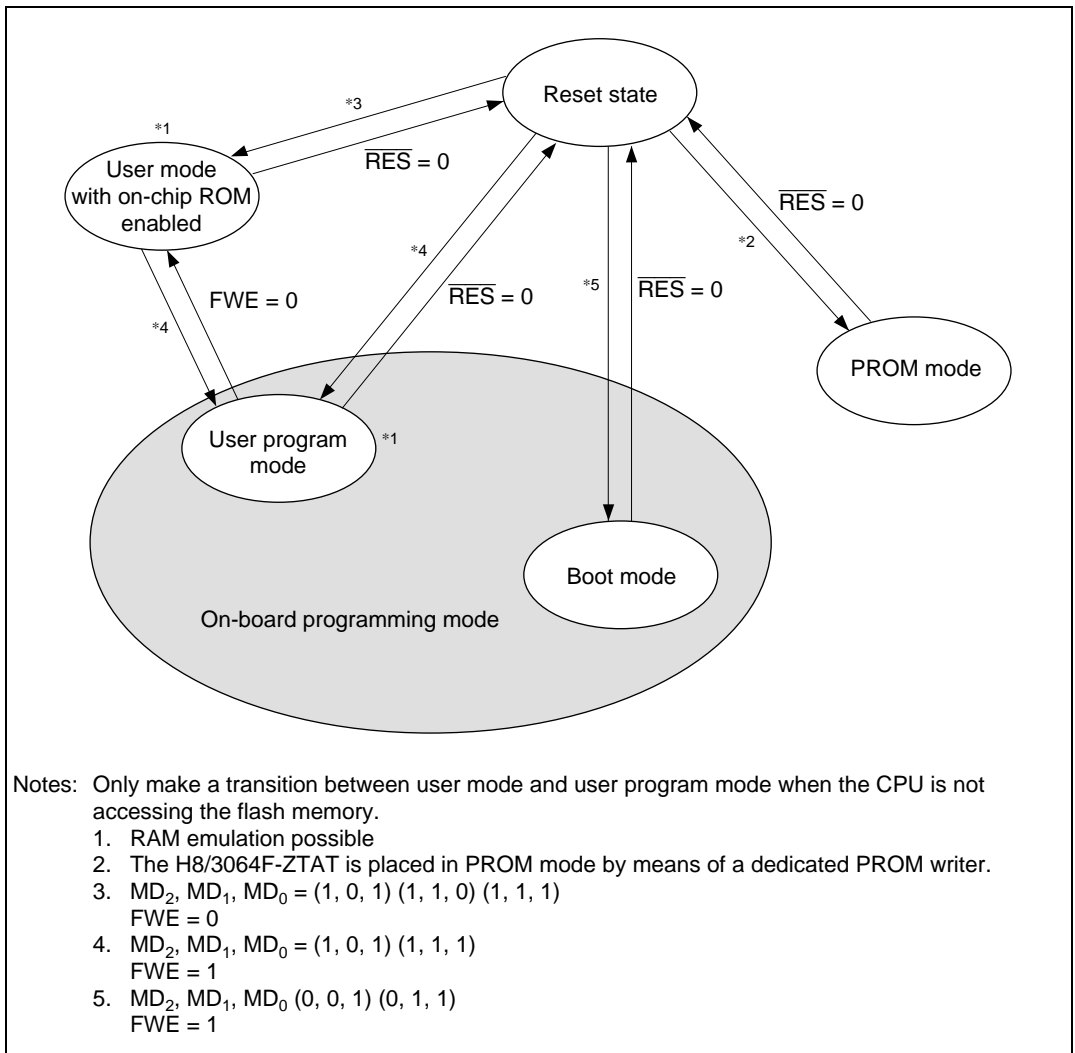 Reset state
*3
*1
User mode
with on-chip ROM
enabled
R̅E̅S̅ = 0
R̅E̅S̅ = 0
*4
*2
FWE = 0
R̅E̅S̅ = 0
*5
R̅E̅S̅ = 0
*4
PROM mode
User program
mode
*1
Boot mode
On-board programming mode
Notes: Only make a transition between user mode and user program mode when the CPU is not
accessing the flash memory.
1. RAM emulation possible
2. The H8/3064F-ZTAT is placed in PROM mode by means of a dedicated PROM writer.
3. MD₂, MD₁, MD₀ = (1, 0, 1) (1, 1, 0) (1, 1, 1)
FWE = 0
4. MD₂, MD₁, MD₀ = (1, 0, 1) (1, 1, 1)
FWE = 1
5. MD₂, MD₁, MD₀ (0, 0, 1) (0, 1, 1)
FWE = 1